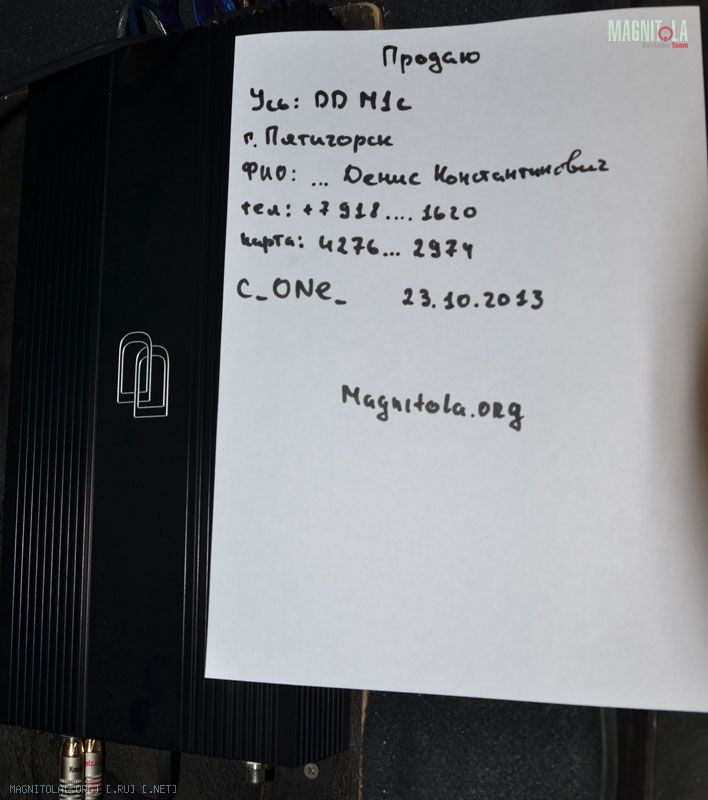 MAGNITOLA
Team
Продаю
Усь: DD M1c
г. Пятигорск
ФИО: ... Денис Константинович
тел: +7 918 .... 1620
карта: 4276... 2974
C_ONe_ 23.10.2013
Magnitola.org
MAGNITOLA [.ORG] [.RU] [.NET]